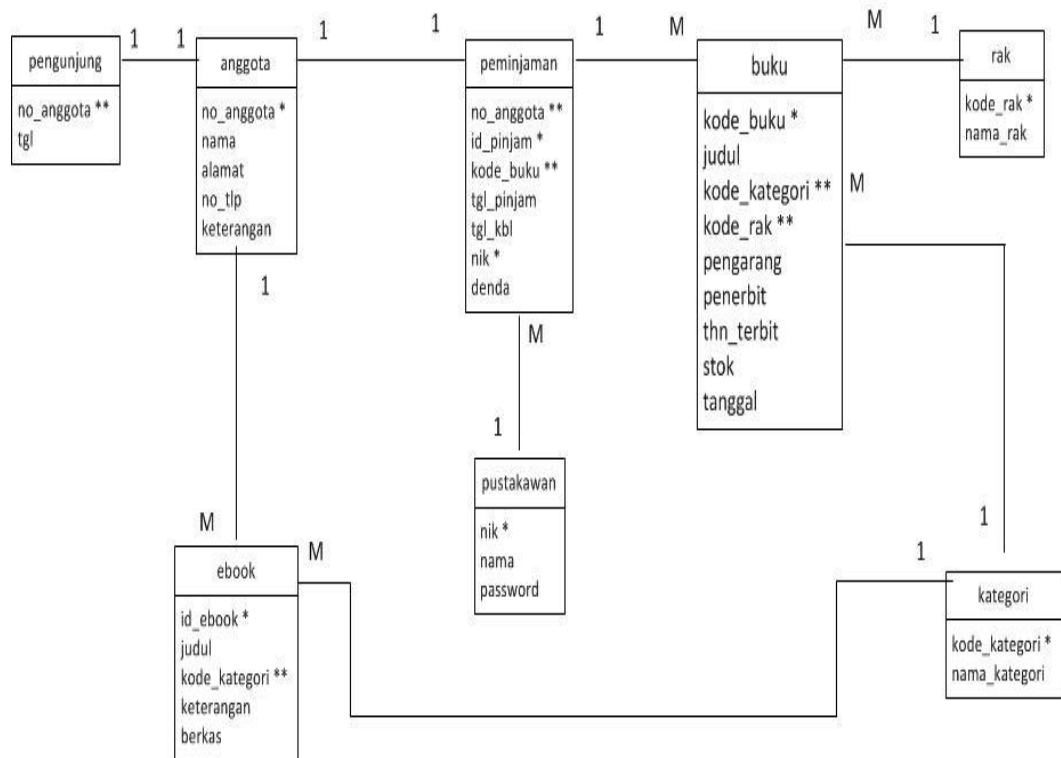 1
1
1
1
1
M
M
1
pengunjung
no_anggota **
tgl
anggota
no_anggota *
nama
alamat
no_tlp
keterangan
peminjaman
no_anggota **
id_pinjam *
kode_buku **
tgl_pinjam
tgl_kbl
nik *
denda
buku
kode_buku *
judul
kode_kategori **
kode_rak **
pengarang
penerbit
thn_terbit
stok
tanggal
rak
kode_rak *
nama_rak
M
1
M
1
pustakawan
nik *
nama
password
M
M
1
1
ebook
id_ebook *
judul
kode_kategori **
keterangan
berkas
kategori
kode_kategori *
nama_kategori